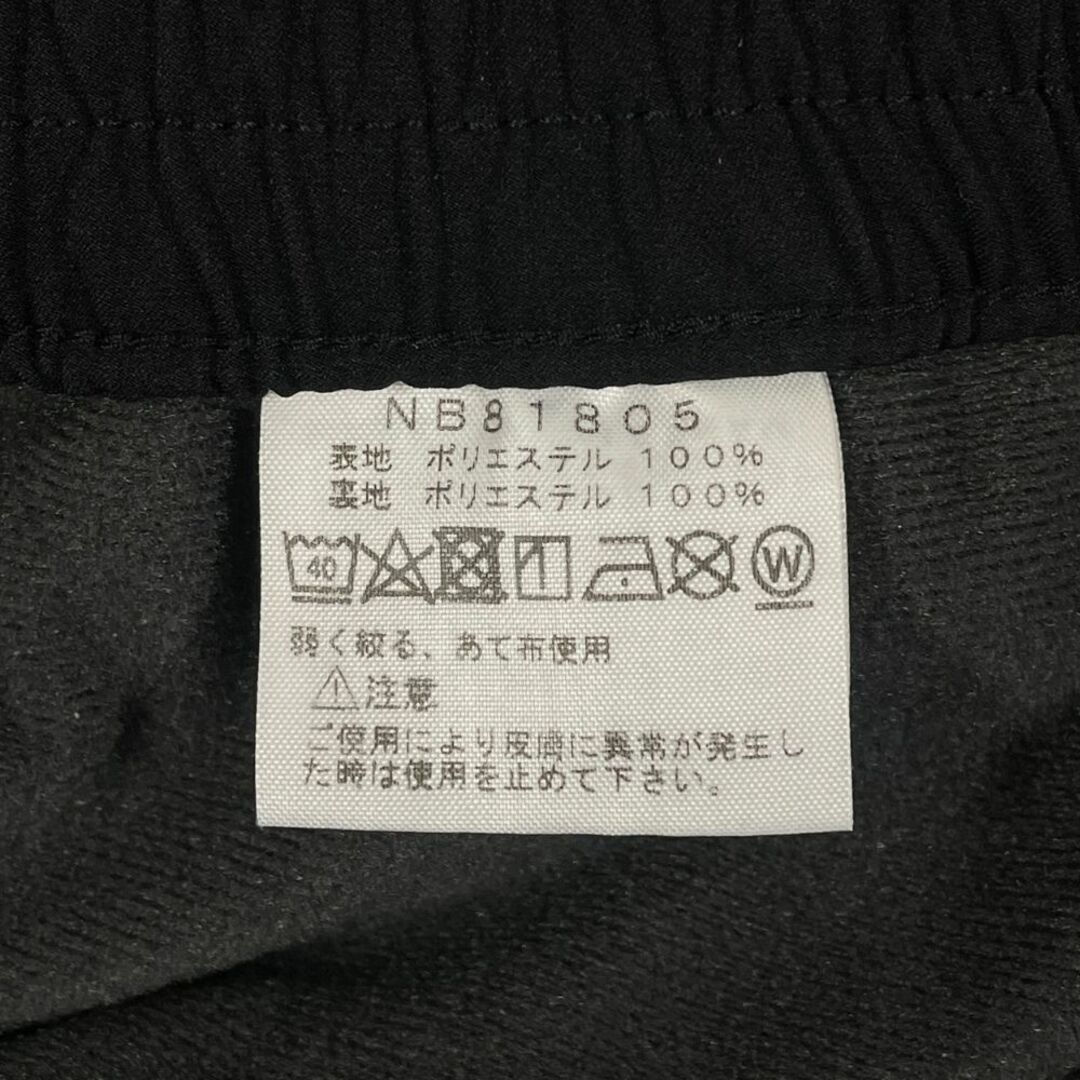 NB81805
表地 ポリエステル 100%
裏地 ポリエステル 100%
40 W
弱く絞る、あて布使用
注意
ご使用により皮膚に異常が発生し
た時は使用を止めて下さい。